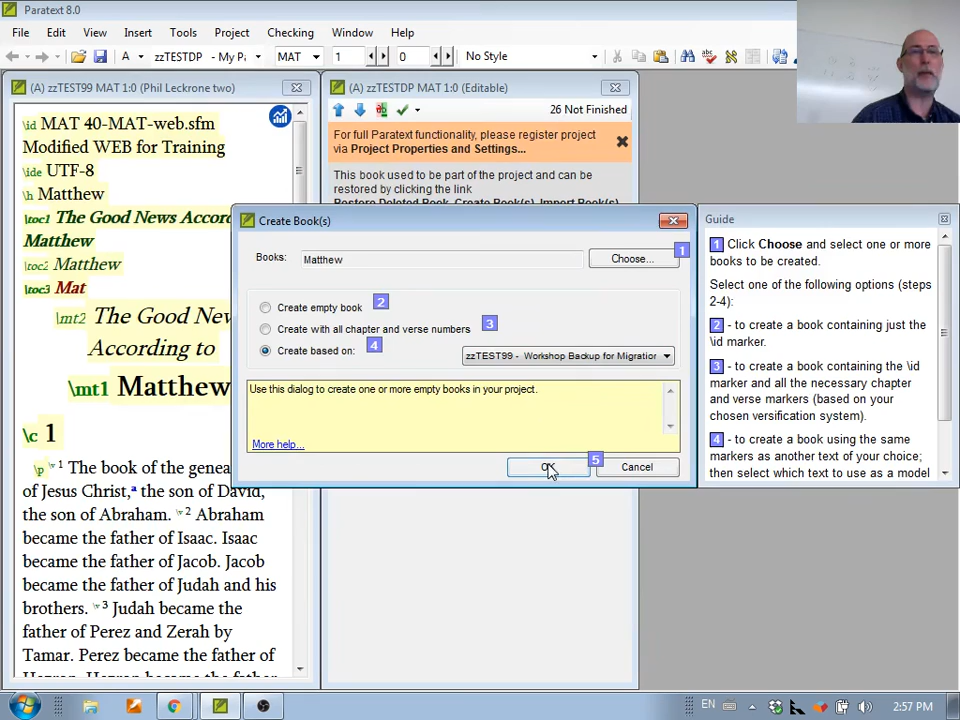 Paratext 8.0
File Edit View Insert Tools Project Checking Window Help
A zzTESTDP - My Pa MAT 1 0 No Style
(A) zzTEST99 MAT 1:0 (Phil Leckrone two)
\id MAT 40-MAT-web.sfm
Modified WEB for Training
\ide UTF-8
\h Matthew
\toc1 The Good News Accor
Matthew
\toc2 Matthew
\toc3 Mat
\mt2 The Good New
According to
\mt1 Matthew
\c 1
\p \v 1 The book of the genea
of Jesus Christ,a the son of David,
the son of Abraham. \v 2 Abraham
became the father of Isaac. Isaac
became the father of Jacob. Jacob
became the father of Judah and his
brothers. \v 3 Judah became the
father of Perez and Zerah by
Tamar. Perez became the father of
(A) zzTESTDP MAT 1:0 (Editable)
26 Not Finished
For full Paratext functionality, please register project
via Project Properties and Settings...
This book used to be part of the project and can be
restored by clicking the link
Restore Deleted Book, Create Book(s), Import Book(s)
Create Book(s)
Books: Matthew Choose... 1
Create empty book 2
Create with all chapter and verse numbers 3
Create based on: 4 zzTEST99 - Workshop Backup for Migration
Use this dialog to create one or more empty books in your project.
More help...
OK 5 Cancel
Guide
1 Click Choose and select one or more
books to be created.
Select one of the following options (steps
2-4):
2 - to create a book containing just the
\id marker.
3 - to create a book containing the \id
marker and all the necessary chapter
and verse markers (based on your
chosen versification system).
4 - to create a book using the same
markers as another text of your choice;
then select which text to use as a model
EN 2:57 PM